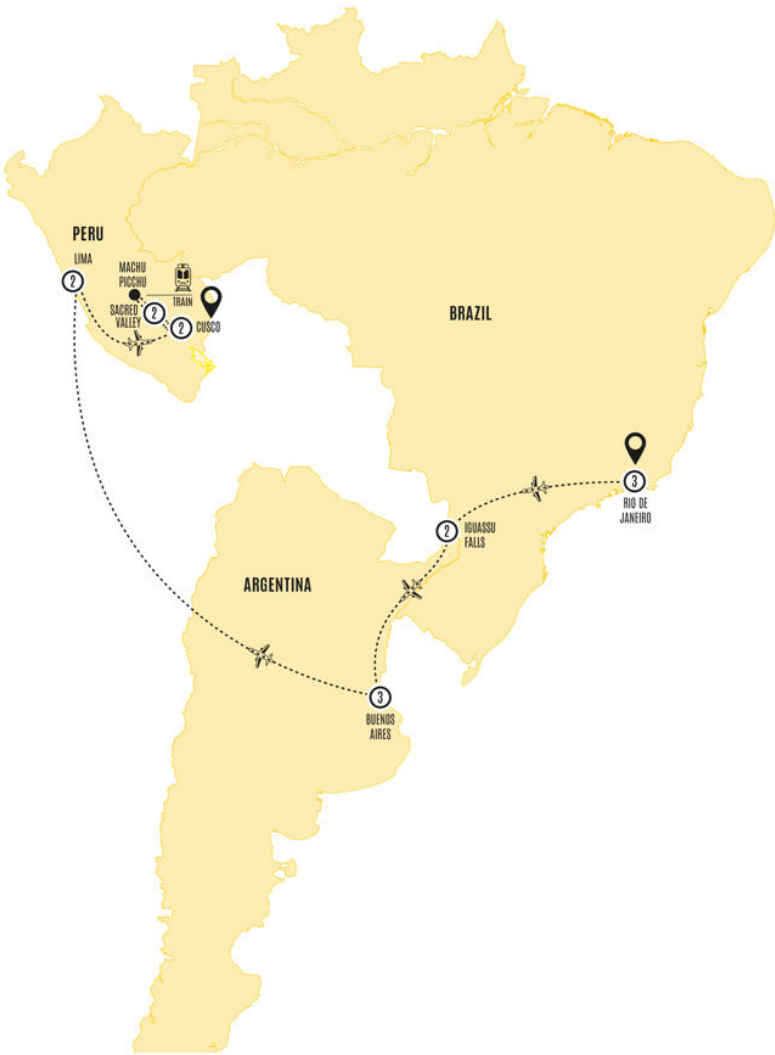 PERU
LIMA
2
MACHU
PICCHU
TRAIN
SACRED
VALLEY
2
2
CUSCO
BRAZIL
3
RIO DE
JANEIRO
2
IGUASSU
FALLS
ARGENTINA
3
BUENOS
AIRES